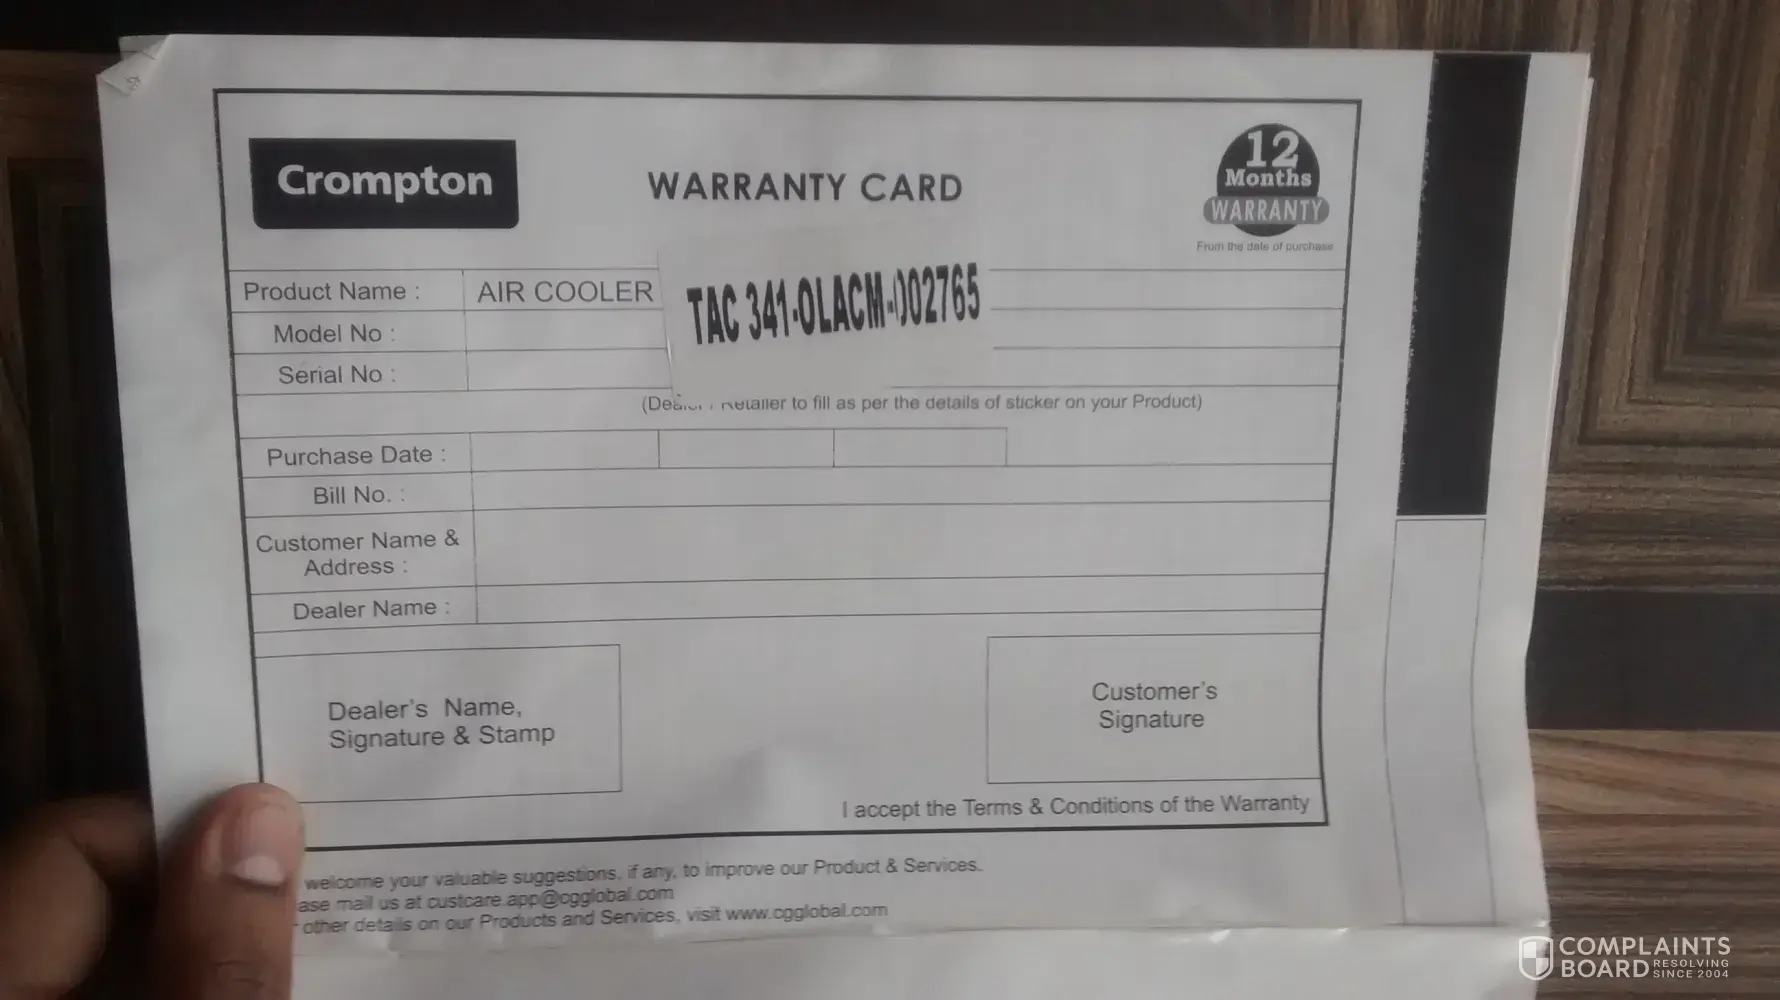 Crompton
WARRANTY CARD
12
Months
WARRANTY
From the date of purchase
Product Name : AIR COOLER
TAC 341-OLACM-002765
Model No :
Serial No :
to fill as per the details of sticker on your Product)
Purchase Date :
Bill No. :
Customer Name &
Address :
Dealer Name :
Dealer's Name,
Signature & Stamp
Customer's
Signature
I accept the Terms & Conditions of the Warranty
welcome your valuable suggestions, if any, to improve our Product & Services.
mail us at custcare.app@cgglobal.com
other details on our Products and Services, visit www.cgglobal.com
COMPLAINTS
BOARD RESOLVING
SINCE 2004